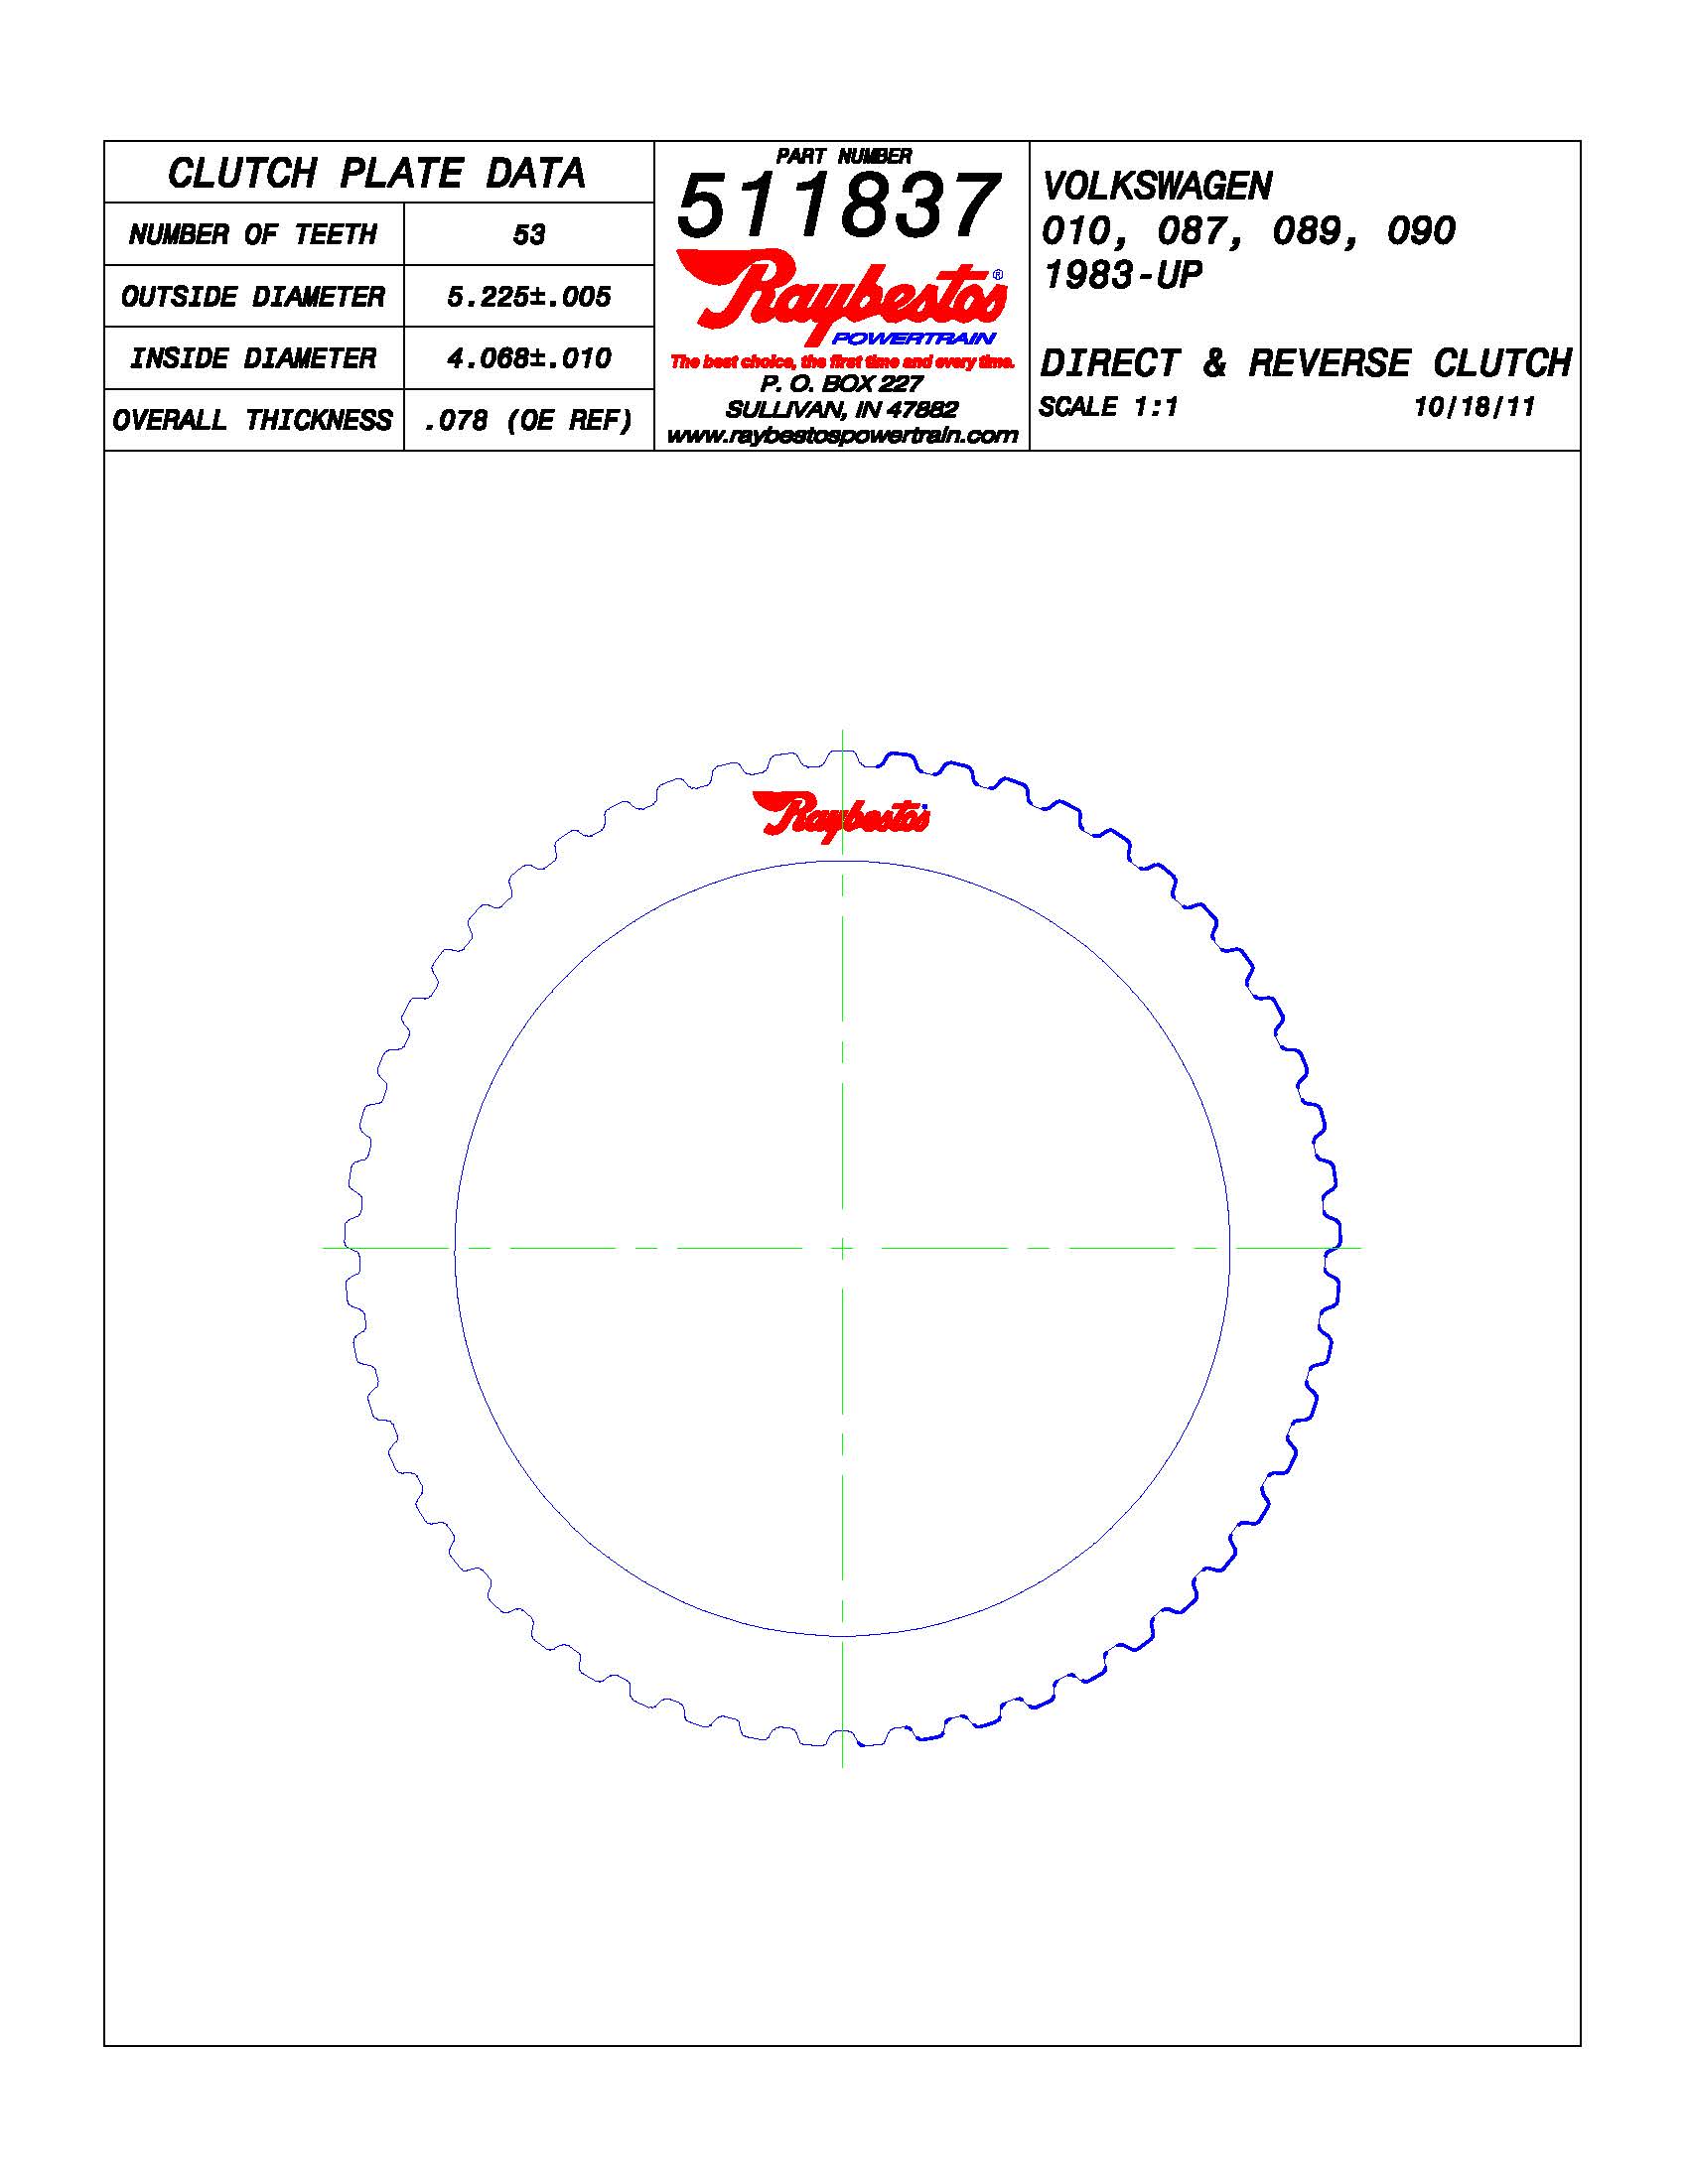 CLUTCH PLATE DATA
NUMBER OF TEETH 53
OUTSIDE DIAMETER 5.225±.005
INSIDE DIAMETER 4.068±.010
OVERALL THICKNESS .078 (OE REF)
PART NUMBER
511837
Raybestos®
POWERTRAIN
The best choice, the first time and every time.
P. O. BOX 227
SULLIVAN, IN 47882
www.raybestospowertrain.com
VOLKSWAGEN
010, 087, 089, 090
1983-UP
DIRECT & REVERSE CLUTCH
SCALE 1:1 10/18/11
Raybestos